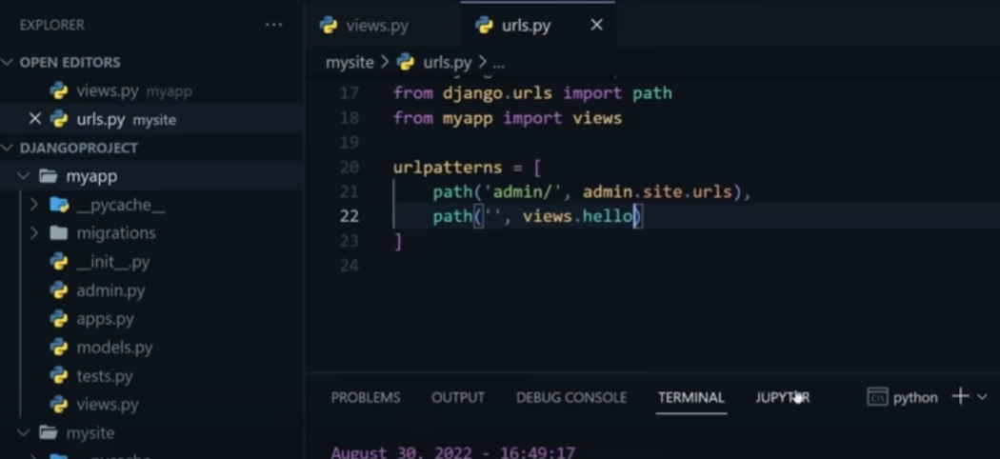 EXPLORER ...
OPEN EDITORS
views.py myapp
urls.py mysite
DJANGOPROJECT
myapp
__pycache__
migrations
__init__.py
admin.py
apps.py
models.py
tests.py
views.py
mysite
views.py urls.py
mysite > urls.py > ...
17 from django.urls import path
18 from myapp import views
19
20 urlpatterns = [
21 path('admin/', admin.site.urls),
22 path('', views.hello)
23 ]
24
PROBLEMS OUTPUT DEBUG CONSOLE TERMINAL JUPYTER python
August 30, 2022 - 16:49:17